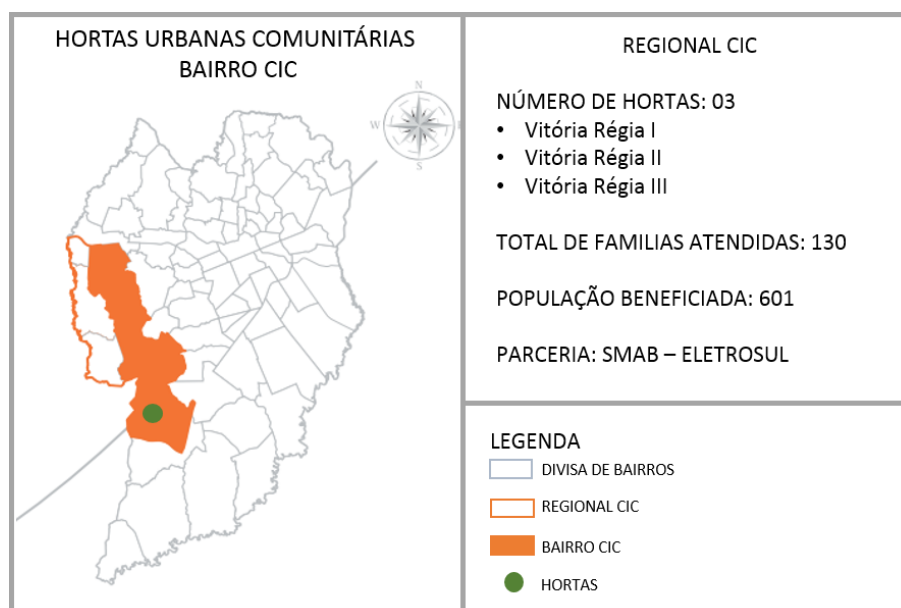 HORTAS URBANAS COMUNITÁRIAS
BAIRRO CIC
N
W
S
REGIONAL CIC
NÚMERO DE HORTAS: 03
• Vitória Régia I
• Vitória Régia II
• Vitória Régia III
TOTAL DE FAMILIAS ATENDIDAS: 130
POPULAÇÃO BENEFICIADA: 601
PARCERIA: SMAB – ELETROSUL
LEGENDA
DIVISA DE BAIRROS
REGIONAL CIC
BAIRRO CIC
HORTAS